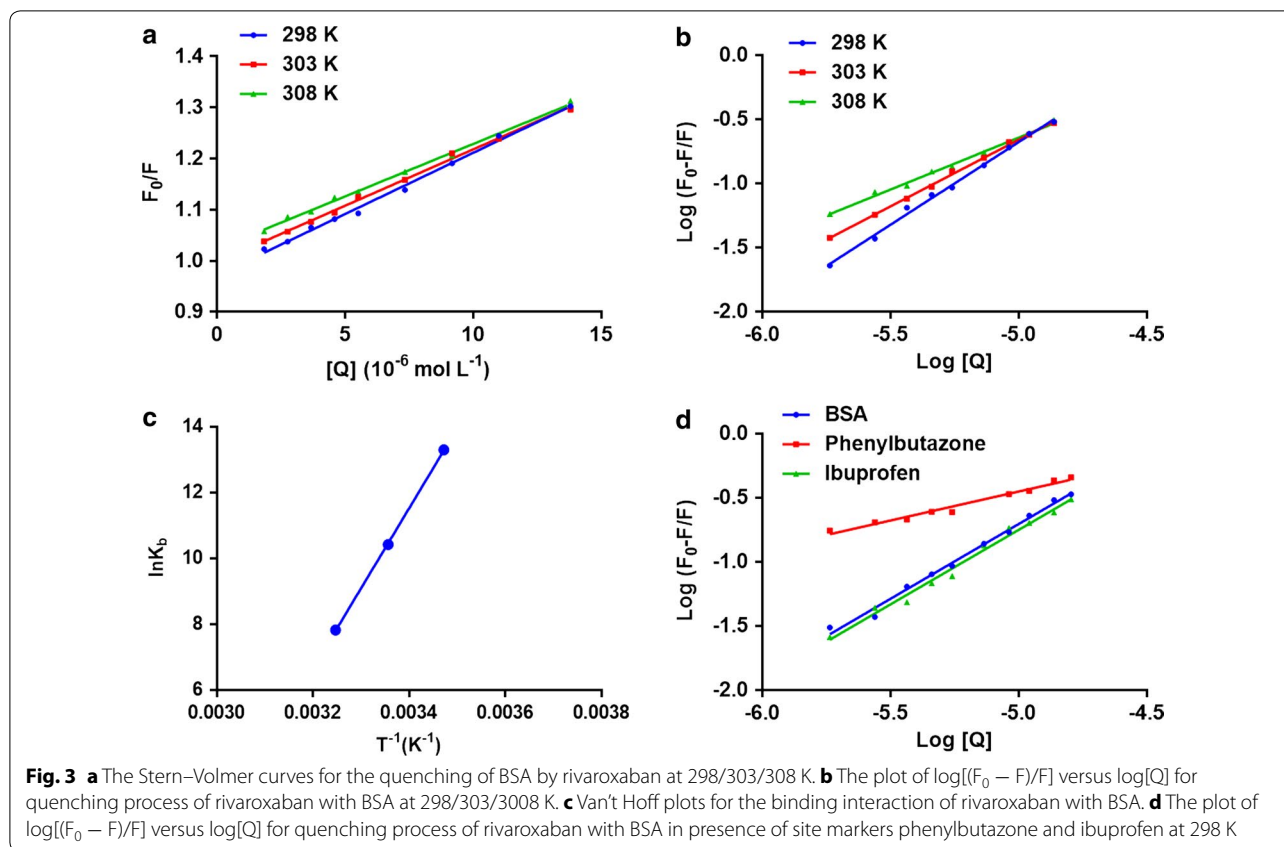 a
298 K
303 K
308 K
1.4
1.3
1.2
1.1
1.0
0.9
F₀/F
0 5 10 15
[Q] (10⁻⁶ mol L⁻¹)
b
298 K
303 K
308 K
0.0
-0.5
-1.0
-1.5
-2.0
Log (F₀-F/F)
-6.0 -5.5 -5.0 -4.5
Log [Q]
c
14
12
10
8
6
lnK_b
0.0030 0.0032 0.0034 0.0036 0.0038
T⁻¹(K⁻¹)
d
BSA
Phenylbutazone
Ibuprofen
0.0
-0.5
-1.0
-1.5
-2.0
Log (F₀-F/F)
-6.0 -5.5 -5.0 -4.5
Log [Q]
Fig. 3 a The Stern–Volmer curves for the quenching of BSA by rivaroxaban at 298/303/308 K. b The plot of log[(F₀ − F)/F] versus log[Q] for
quenching process of rivaroxaban with BSA at 298/303/3008 K. c Van't Hoff plots for the binding interaction of rivaroxaban with BSA. d The plot of
log[(F₀ − F)/F] versus log[Q] for quenching process of rivaroxaban with BSA in presence of site markers phenylbutazone and ibuprofen at 298 K